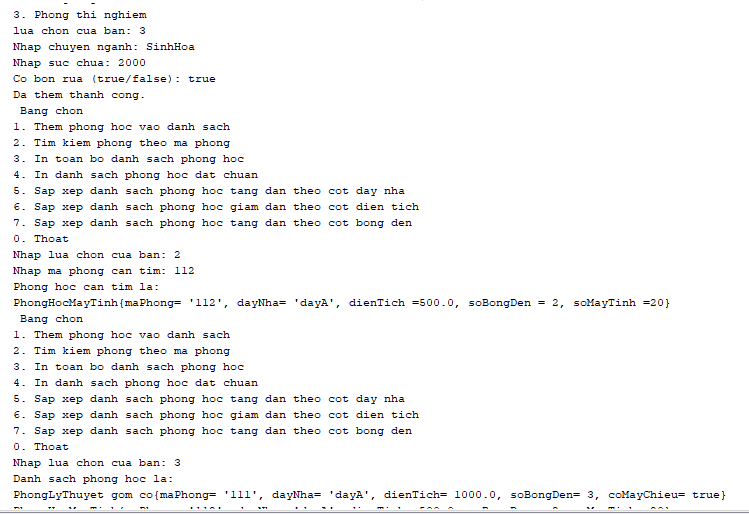 3. Phong thi nghiem
lua chon cua ban: 3
Nhap chuyen nganh: SinhHoa
Nhap suc chua: 2000
Co bon rua (true/false): true
Da them thanh cong.
Bang chon
1. Them phong hoc vao danh sach
2. Tim kiem phong theo ma phong
3. In toan bo danh sach phong hoc
4. In danh sach phong hoc dat chuan
5. Sap xep danh sach phong hoc tang dan theo cot day nha
6. Sap xep danh sach phong hoc giam dan theo cot dien tich
7. Sap xep danh sach phong hoc tang dan theo cot bong den
0. Thoat
Nhap lua chon cua ban: 2
Nhap ma phong can tim: 112
Phong hoc can tim la:
PhongHocMayTinh{maPhong= '112', dayNha= 'dayA', dienTich =500.0, soBongDen = 2, soMayTinh =20}
Bang chon
1. Them phong hoc vao danh sach
2. Tim kiem phong theo ma phong
3. In toan bo danh sach phong hoc
4. In danh sach phong hoc dat chuan
5. Sap xep danh sach phong hoc tang dan theo cot day nha
6. Sap xep danh sach phong hoc giam dan theo cot dien tich
7. Sap xep danh sach phong hoc tang dan theo cot bong den
0. Thoat
Nhap lua chon cua ban: 3
Danh sach phong hoc la:
PhongLyThuyet gom co{maPhong= '111', dayNha= 'dayA', dienTich= 1000.0, soBongDen= 3, coMayChieu= true}